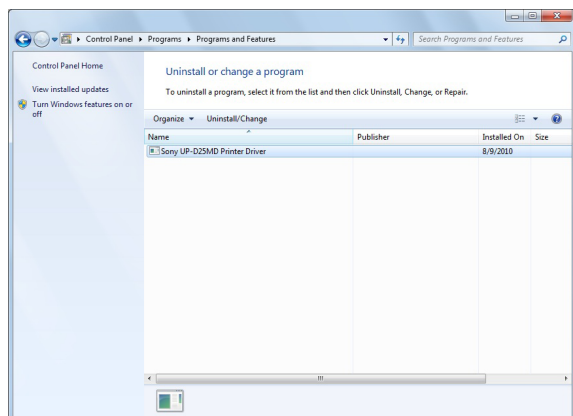 Control Panel ▸ Programs ▸ Programs and Features
Search Programs and Features
Control Panel Home
View installed updates
Turn Windows features on or
off
Uninstall or change a program
To uninstall a program, select it from the list and then click Uninstall, Change, or Repair.
Organize Uninstall/Change
Name Publisher Installed On Size
Sony UP-D25MD Printer Driver 8/9/2010